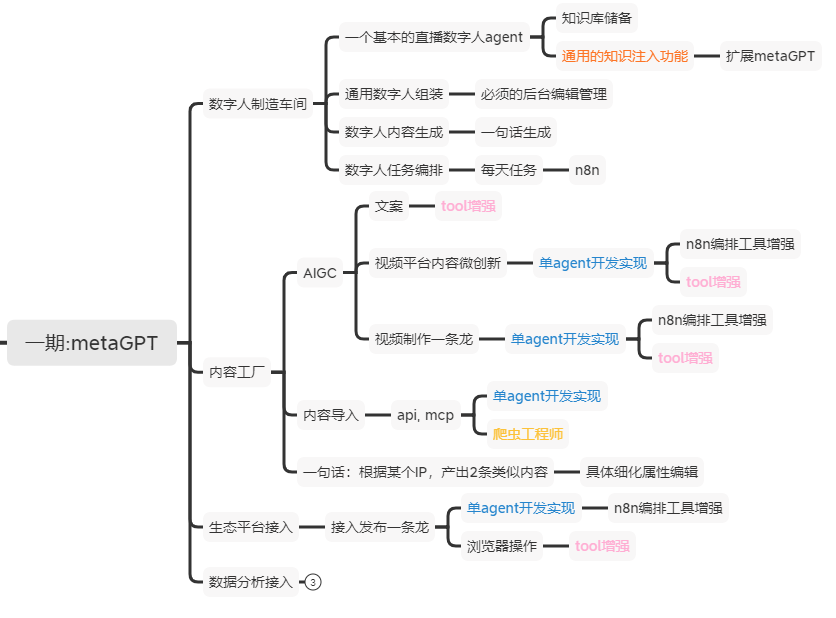 知识库储备
一个基本的直播数字人agent
通用的知识注入功能
扩展metaGPT
数字人制造车间
通用数字人组装
必须的后台编辑管理
数字人内容生成
一句话生成
数字人任务编排
每天任务
n8n
文案
tool增强
n8n编排工具增强
AIGC
视频平台内容微创新
单agent开发实现
tool增强
n8n编排工具增强
视频制作一条龙
单agent开发实现
tool增强
一期:metaGPT
内容工厂
单agent开发实现
内容导入
api, mcp
爬虫工程师
一句话：根据某个IP，产出2条类似内容
具体细化属性编辑
单agent开发实现
n8n编排工具增强
生态平台接入
接入发布一条龙
浏览器操作
tool增强
数据分析接入
3